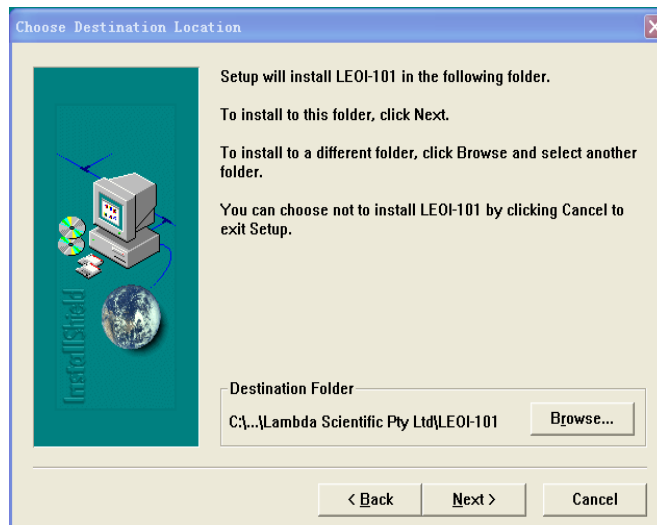 Choose Destination Location
Setup will install LEOI-101 in the following folder.
To install to this folder, click Next.
To install to a different folder, click Browse and select another
folder.
You can choose not to install LEOI-101 by clicking Cancel to
exit Setup.
InstallShield
Destination Folder
C:\...\Lambda Scientific Pty Ltd\LEOI-101
Browse...
< Back
Next >
Cancel